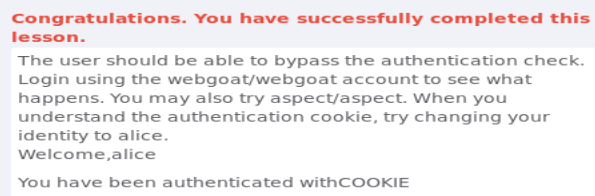 Congratulations. You have successfully completed this
lesson.
The user should be able to bypass the authentication check.
Login using the webgoat/webgoat account to see what
happens. You may also try aspect/aspect. When you
understand the authentication cookie, try changing your
identity to alice.
Welcome,alice
You have been authenticated withCOOKIE